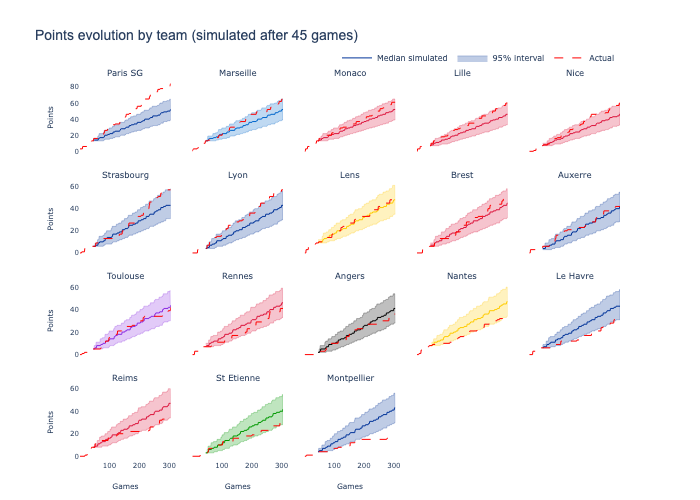 Points evolution by team (simulated after 45 games)
Median simulated 95% interval Actual
Paris SG Marseille Monaco Lille Nice
80
60
40
20
0
Points
Strasbourg Lyon Lens Brest Auxerre
60
40
20
0
Points
Toulouse Rennes Angers Nantes Le Havre
60
40
20
0
Points
Reims St Etienne Montpellier
60
40
20
0
Points
100 200 300 100 200 300 100 200 300
Games Games Games